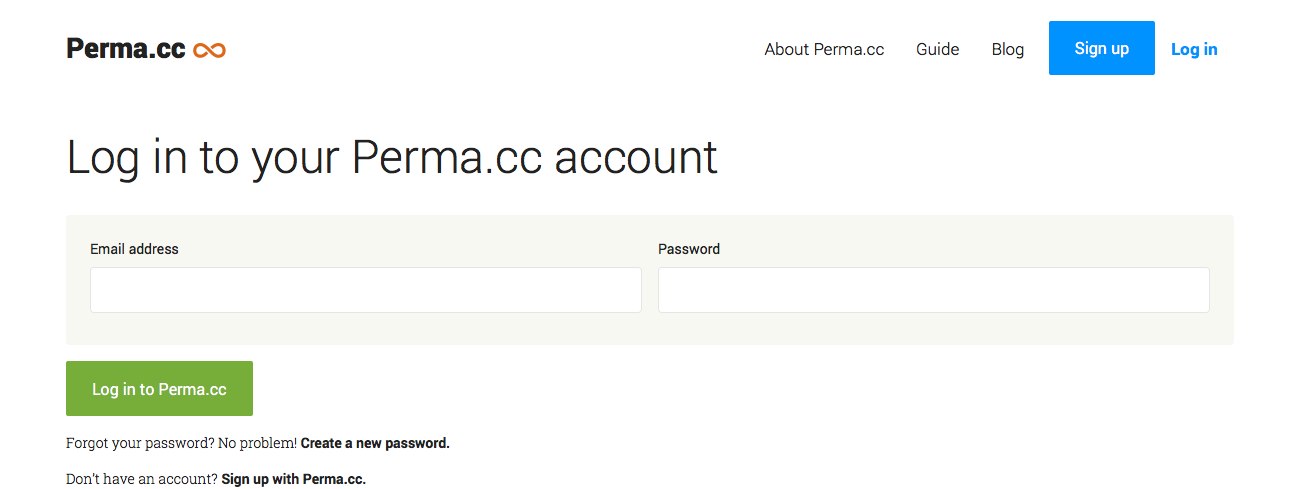 Perma.cc
About Perma.cc Guide Blog Sign up Log in
Log in to your Perma.cc account
Email address Password
Log in to Perma.cc
Forgot your password? No problem! Create a new password.
Don’t have an account? Sign up with Perma.cc.